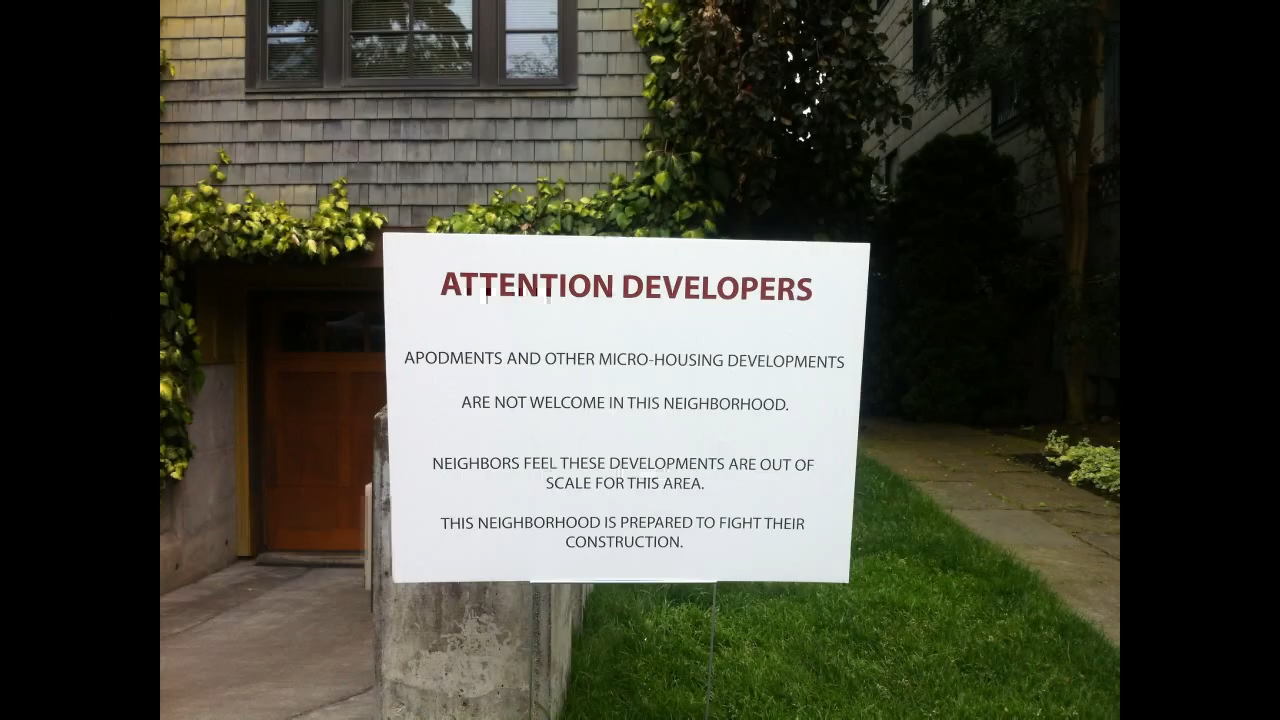 ATTENTION DEVELOPERS
APODMENTS AND OTHER MICRO-HOUSING DEVELOPMENTS
ARE NOT WELCOME IN THIS NEIGHBORHOOD.
NEIGHBORS FEEL THESE DEVELOPMENTS ARE OUT OF
SCALE FOR THIS AREA.
THIS NEIGHBORHOOD IS PREPARED TO FIGHT THEIR
CONSTRUCTION.